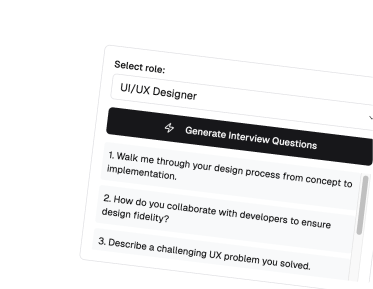 Select role:
UI/UX Designer
Generate Interview Questions
1. Walk me through your design process from concept to
implementation.
2. How do you collaborate with developers to ensure
design fidelity?
3. Describe a challenging UX problem you solved.